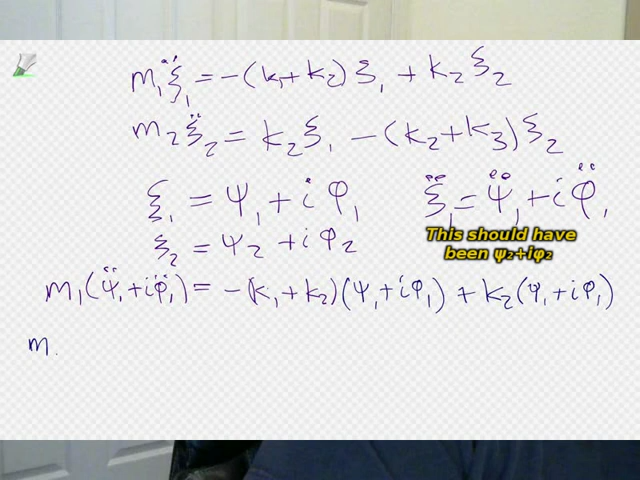 m₁ξ̈₁ = -(k₁+k₂)ξ₁ + k₂ξ₂
m₂ξ̈₂ = k₂ξ₁ - (k₂+k₃)ξ₂
ξ₁ = ψ₁ + iφ₁ ξ̈₁ = ψ̈₁ + iφ̈₁
ξ₂ = ψ₂ + iφ₂
This should have
been ψ₂+iφ₂
m₁(ψ̈₁+iφ̈₁) = -(k₁+k₂)(ψ₁+iφ₁) + k₂(ψ₁+iφ₁)
m.